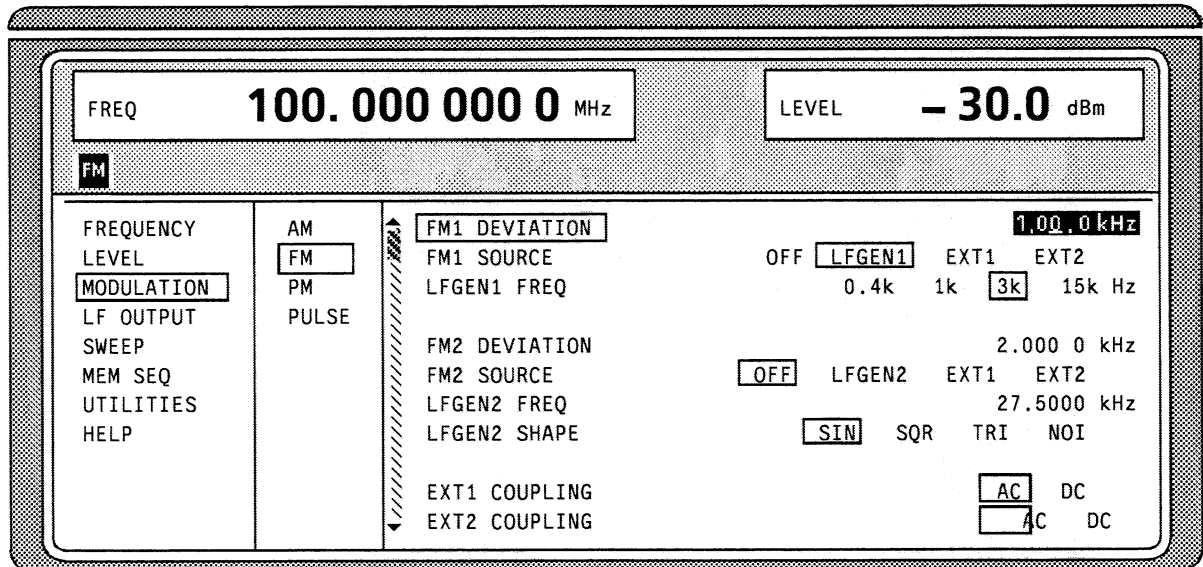 FREQ 100. 000 000 0 MHz LEVEL – 30.0 dBm
FM
FREQUENCY AM FM1 DEVIATION 1.00.0 kHz
LEVEL FM FM1 SOURCE OFF LFGEN1 EXT1 EXT2
MODULATION PM LFGEN1 FREQ 0.4k 1k 3k 15k Hz
LF OUTPUT PULSE
SWEEP FM2 DEVIATION 2.000 0 kHz
MEM SEQ FM2 SOURCE OFF LFGEN2 EXT1 EXT2
UTILITIES LFGEN2 FREQ 27.5000 kHz
HELP LFGEN2 SHAPE SIN SQR TRI NOI
EXT1 COUPLING AC DC
EXT2 COUPLING AC DC